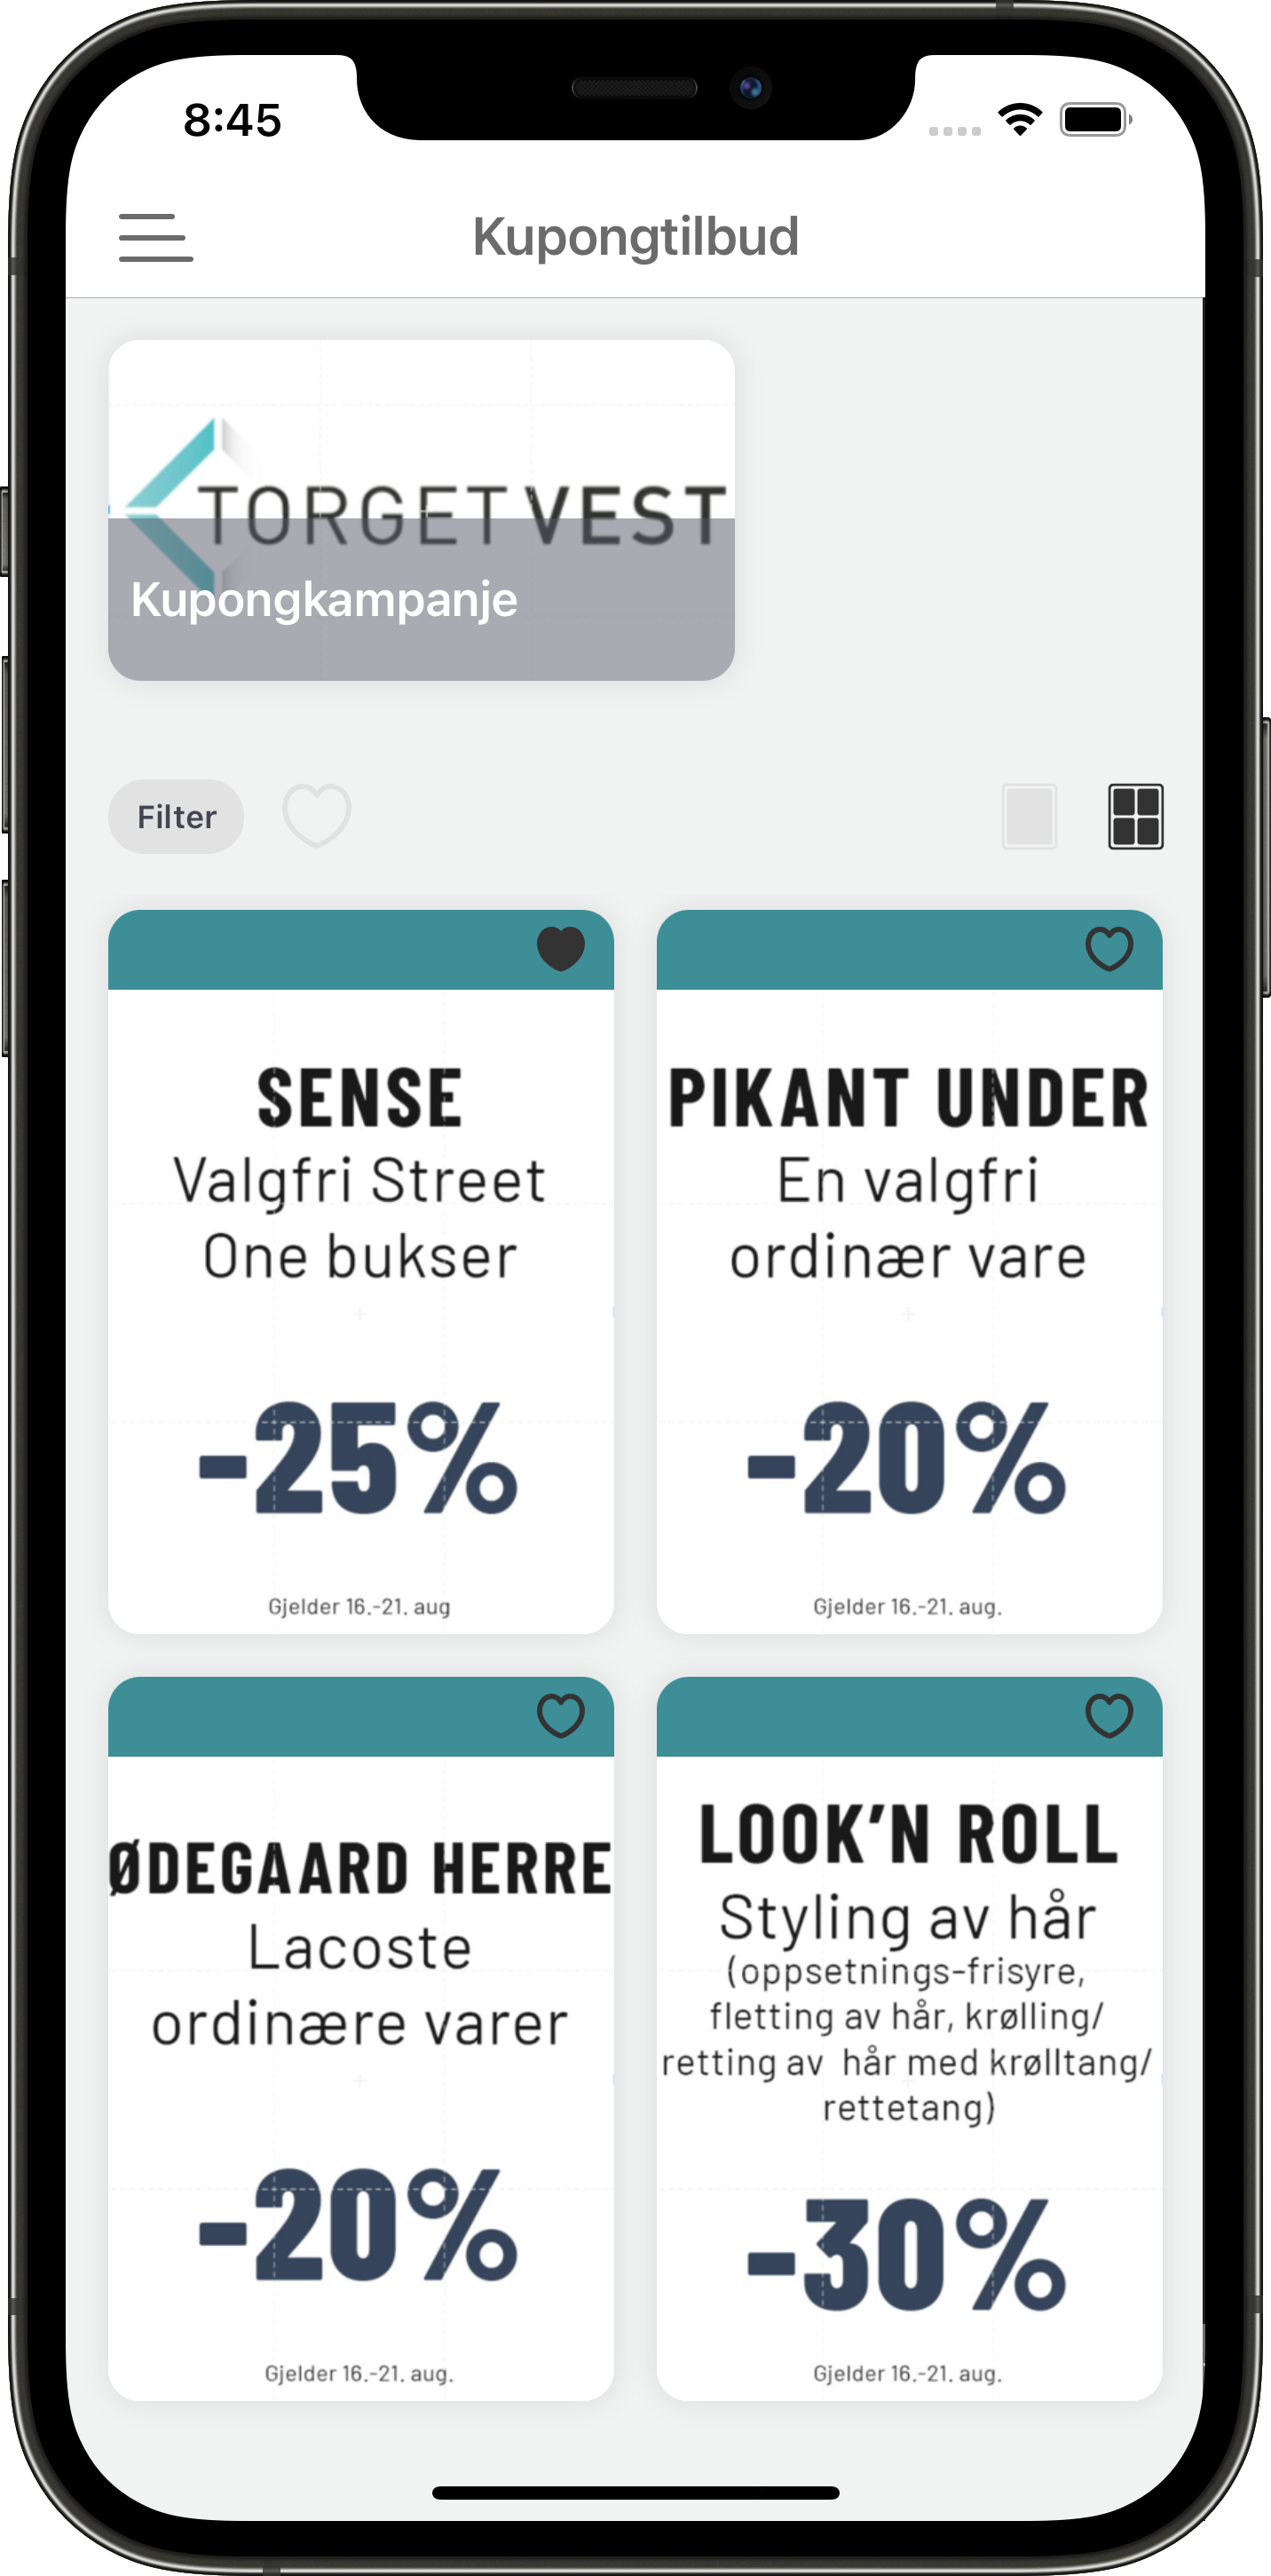 8:45
Kupongtilbud
TORGET VEST
Kupongkampanje
Filter
SENSE
Valgfri Street
One bukser
-25%
Gjelder 16.-21. aug
PIKANT UNDER
En valgfri
ordinær vare
-20%
Gjelder 16.-21. aug.
ØDEGAARD HERRE
Lacoste
ordinære varer
-20%
Gjelder 16.-21. aug.
LOOK'N ROLL
Styling av hår
(oppsetnings-frisyre,
fletting av hår, krølling/
retting av  hår med krølltang/
rettetang)
-30%
Gjelder 16.-21. aug.